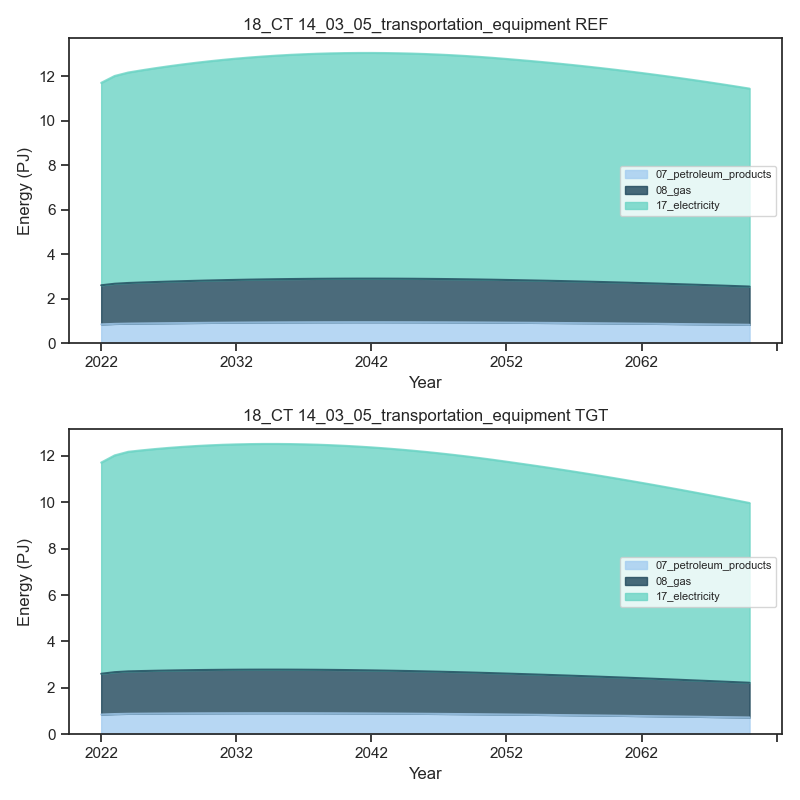 18_CT 14_03_05_transportation_equipment REF
Energy (PJ)
12
10
8
6
4
2
0
07_petroleum_products
08_gas
17_electricity
2022
2032
2042
2052
2062
Year
18_CT 14_03_05_transportation_equipment TGT
Energy (PJ)
12
10
8
6
4
2
0
07_petroleum_products
08_gas
17_electricity
2022
2032
2042
2052
2062
Year